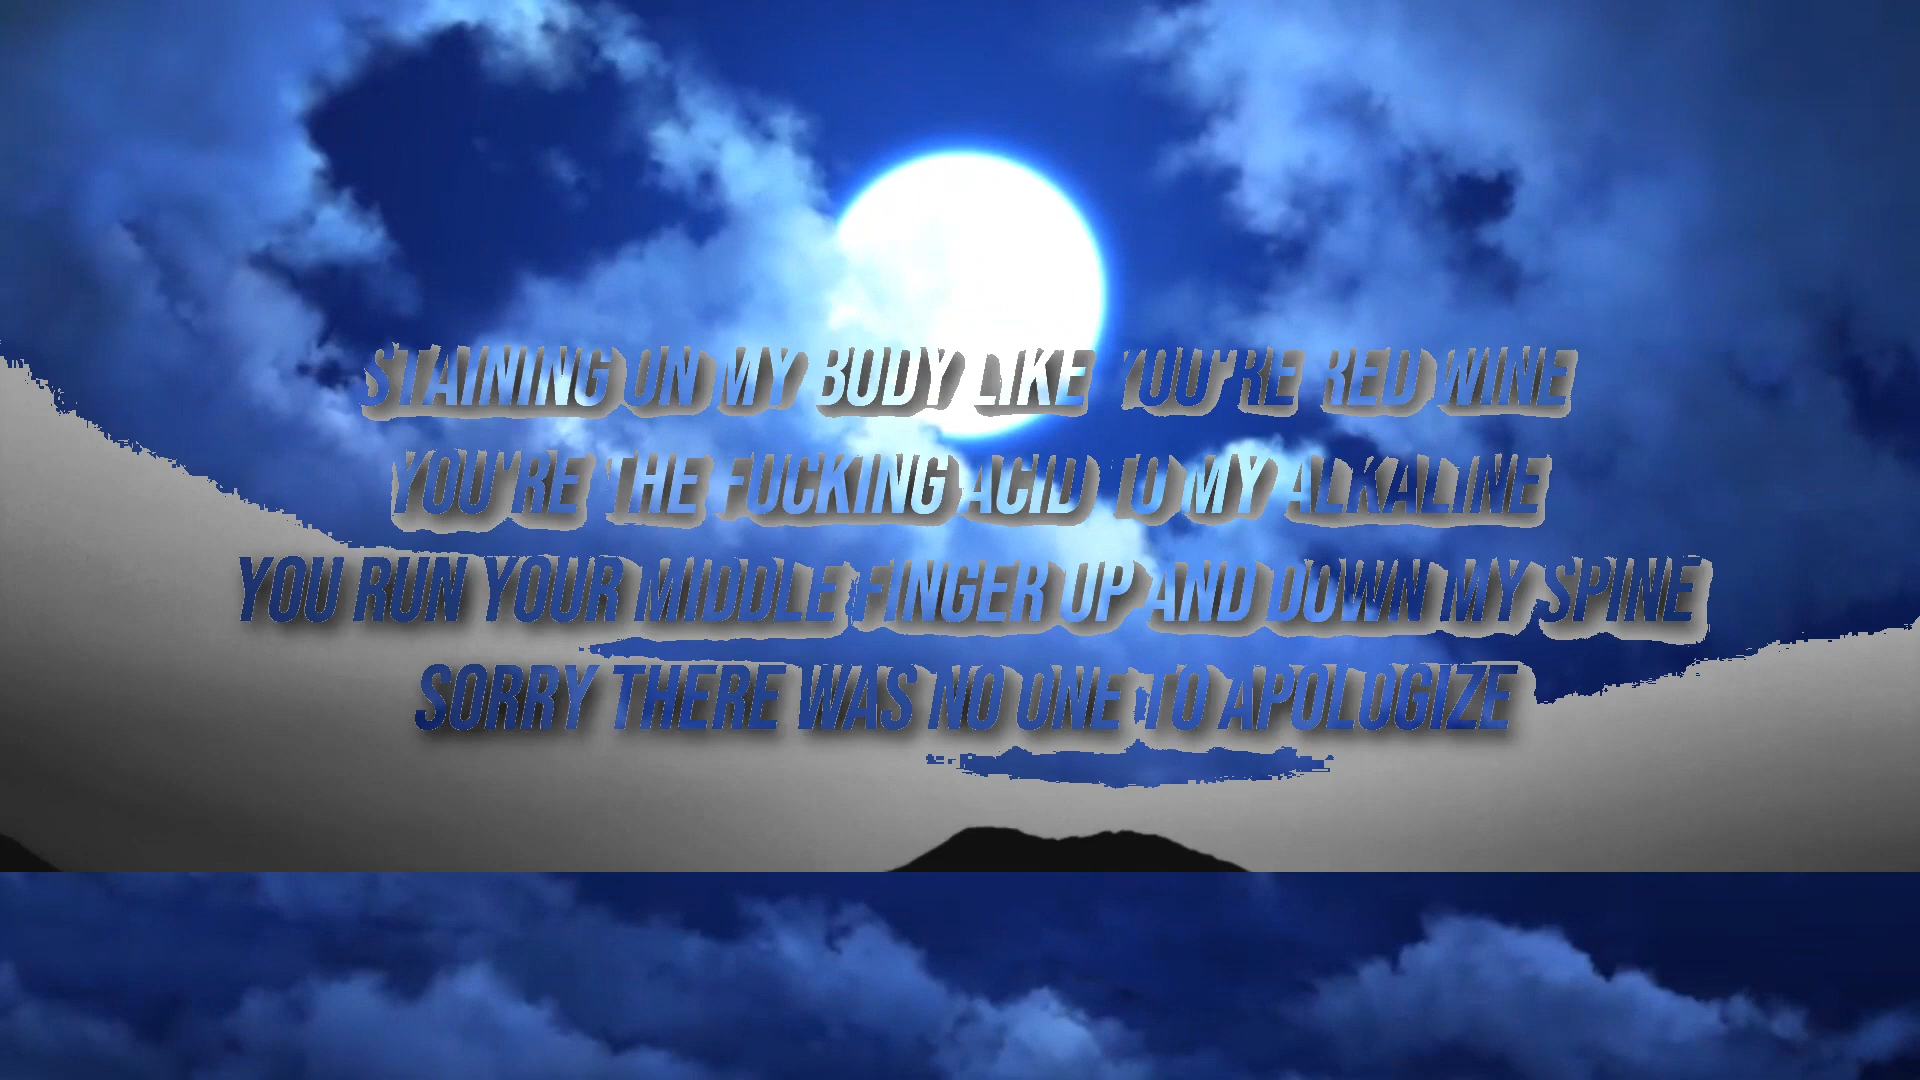 STAINING ON MY BODY LIKE YOU'RE RED WINE
YOU'RE THE FUCKING ACID TO MY ALKALINE
YOU RUN YOUR MIDDLE FINGER UP AND DOWN MY SPINE
SORRY THERE WAS NO ONE TO APOLOGIZE